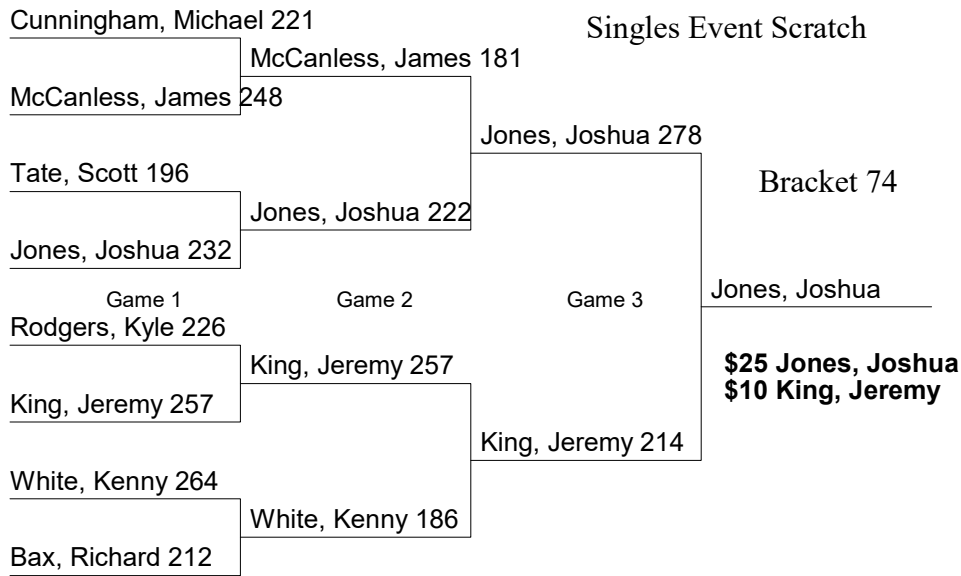 Cunningham, Michael 221
Singles Event Scratch
McCanless, James 181
McCanless, James 248
Jones, Joshua 278
Tate, Scott 196
Bracket 74
Jones, Joshua 222
Jones, Joshua 232
Game 1
Game 2
Game 3
Jones, Joshua
Rodgers, Kyle 226
King, Jeremy 257
$25 Jones, Joshua
$10 King, Jeremy
King, Jeremy 257
King, Jeremy 214
White, Kenny 264
White, Kenny 186
Bax, Richard 212